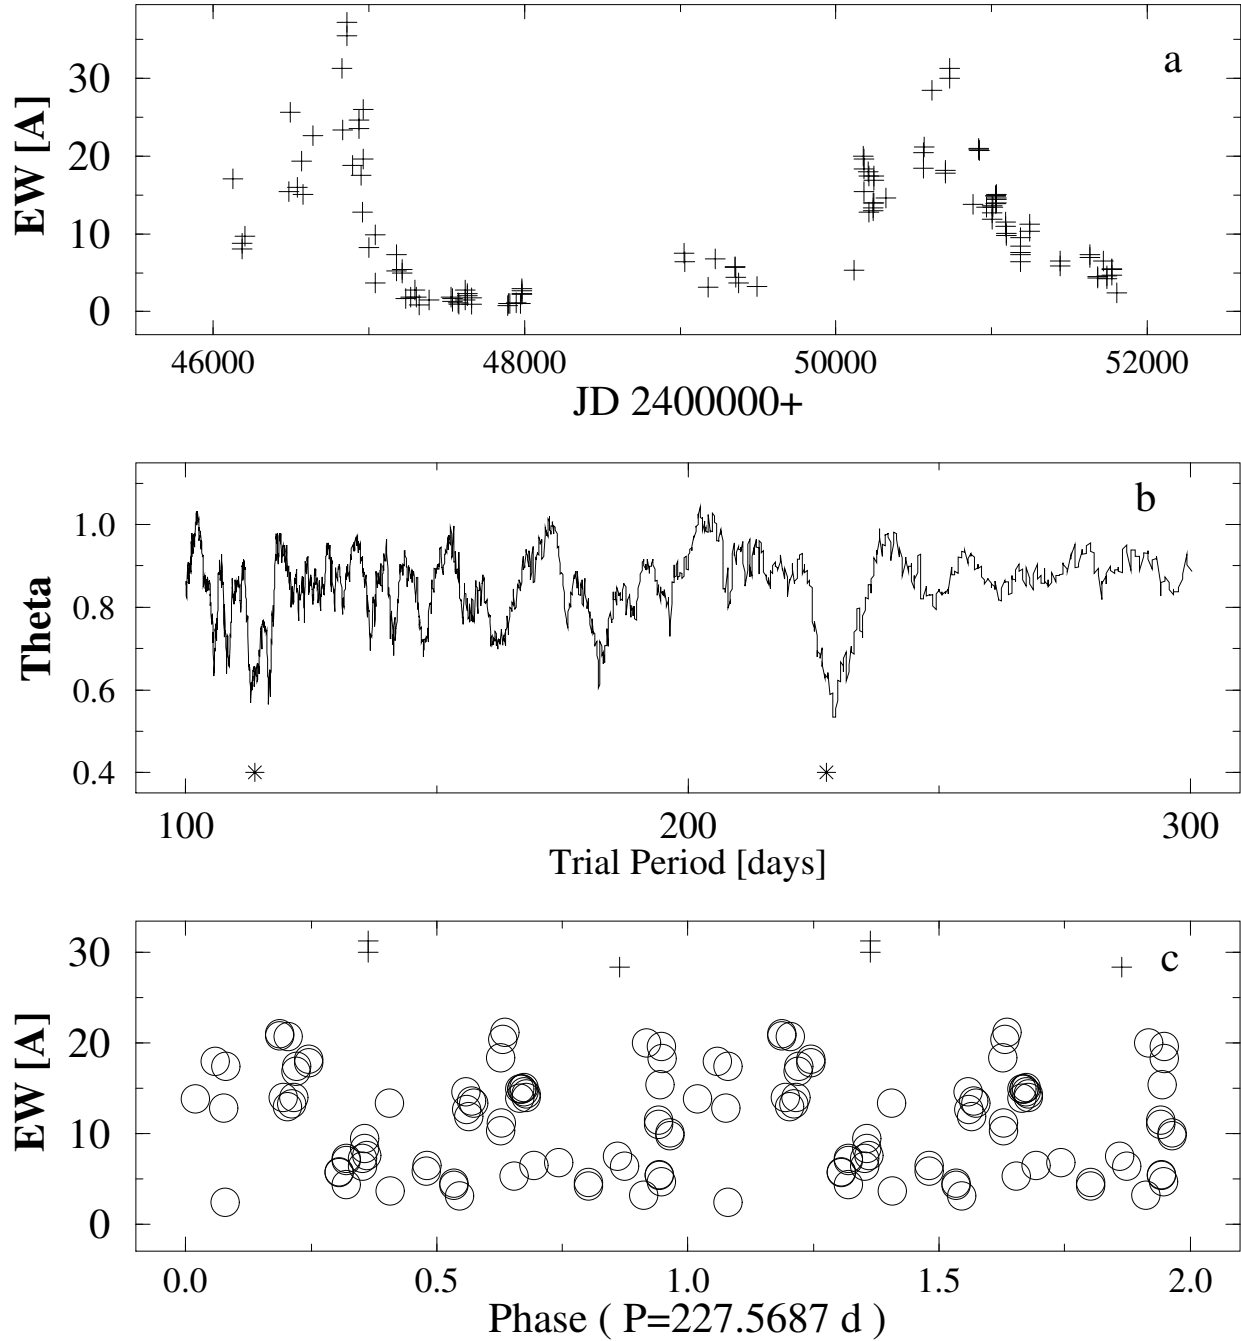 a
EW [A]
30
20
10
0
46000 48000 50000 52000
JD 2400000+
b
Theta
1.0
0.8
0.6
0.4
100 200 300
Trial Period [days]
c
EW [A]
30
20
10
0
0.0 0.5 1.0 1.5 2.0
Phase ( P=227.5687 d )